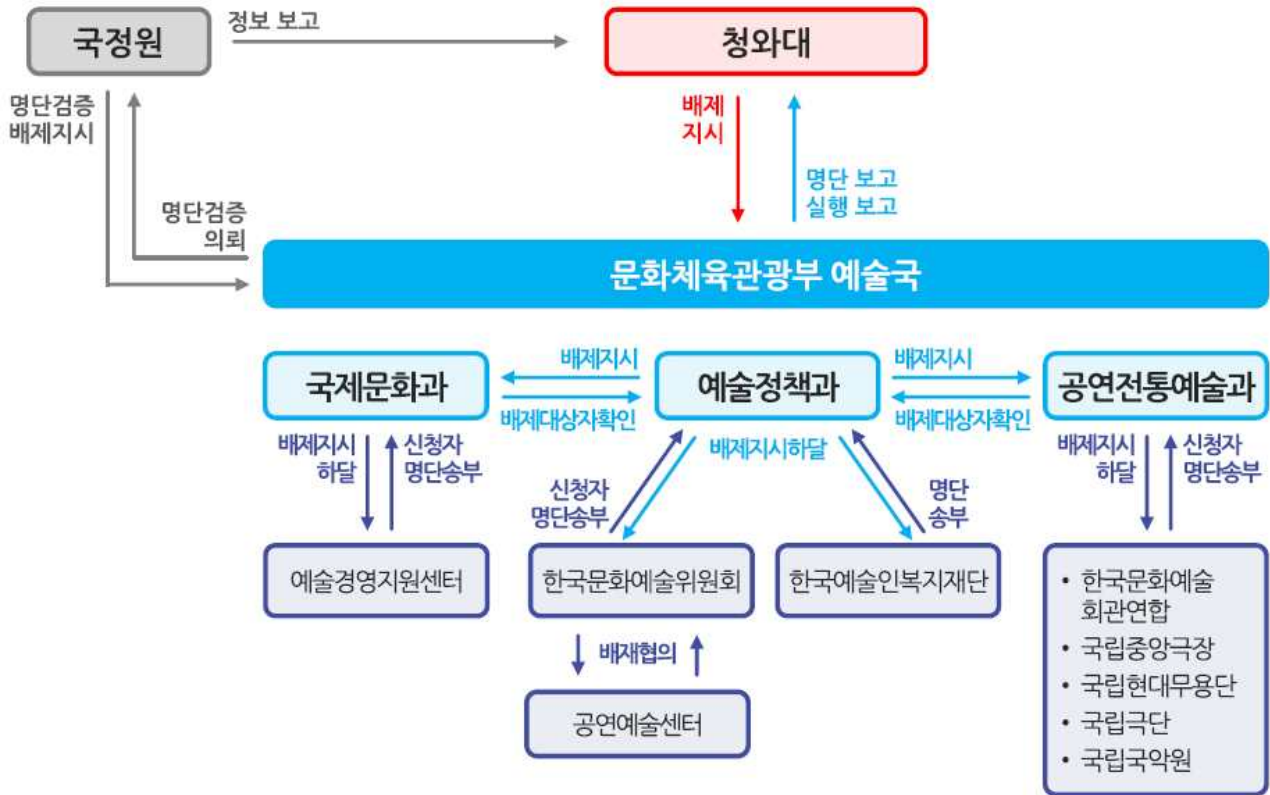 국정원
정보 보고
청와대
명단검증
배제지시
배제
지시
명단 보고
실행 보고
명단검증
의뢰
문화체육관광부 예술국
국제문화과
배제지시
배제대상자확인
예술정책과
배제지시
배제대상자확인
공연전통예술과
배제지시
하달
신청자
명단송부
신청자
명단송부
배제지시하달
명단
송부
배제지시
하달
신청자
명단송부
예술경영지원센터
한국문화예술위원회
한국예술인복지재단
• 한국문화예술
회관연합
• 국립중앙극장
• 국립현대무용단
• 국립극단
• 국립국악원
배재협의
공연예술센터